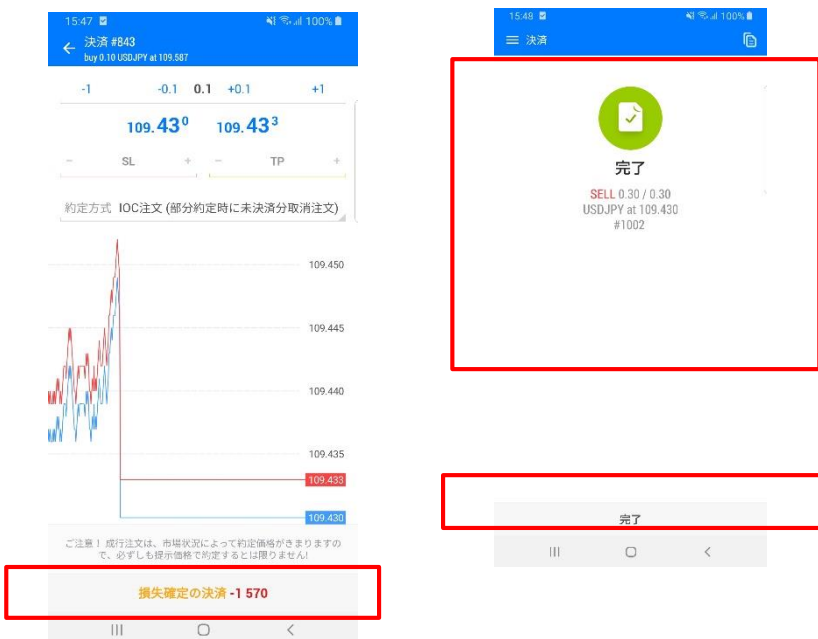 15:47 100%
決済 #843
buy 0.10 USDJPY at 109.587
-1 -0.1 0.1 +0.1 +1
109.430 109.433
- SL + - TP +
約定方式 IOC注文 (部分約定時に未決済分取消注文)
109.450
109.445
109.440
109.435
109.433
109.430
ご注意！ 成行注文は、市場状況によって約定価格がきまりますの
で、必ずしも提示価格で約定するとは限りません!
損失確定の決済 -1 570
15:48 100%
決済
完了
SELL 0.30 / 0.30
USDJPY at 109.430
#1002
完了